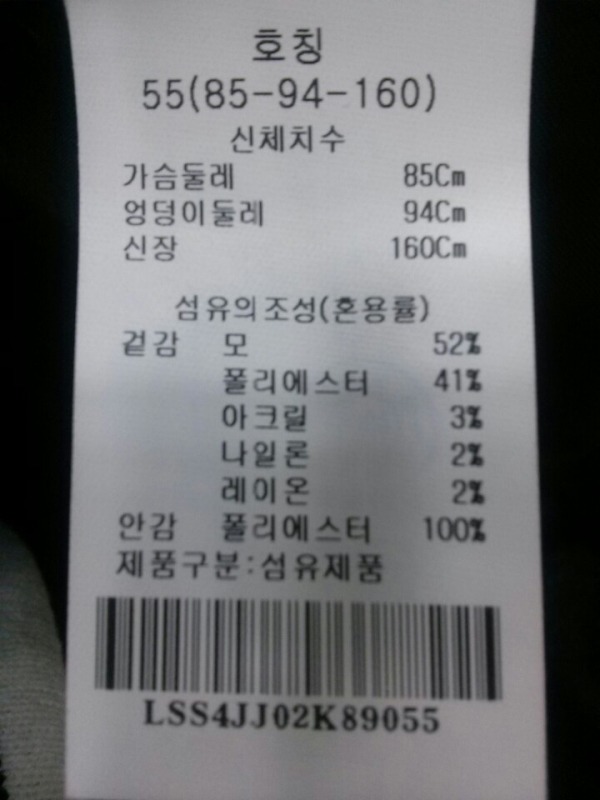 호칭
55(85-94-160)
신체치수
가슴둘레 85Cm
엉덩이둘레 94Cm
신장 160Cm
섬유의조성(혼용률)
겉감 모 52%
폴리에스터 41%
아크릴 3%
나일론 2%
레이온 2%
안감 폴리에스터 100%
제품구분:섬유제품
LSS4JJ02K89055